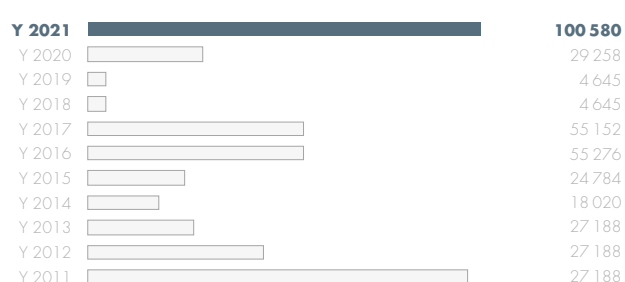 Y 2021 100 580
Y 2020 29 258
Y 2019 4 645
Y 2018 4 645
Y 2017 55 152
Y 2016 55 276
Y 2015 24 784
Y 2014 18 020
Y 2013 27 188
Y 2012 27 188
Y 2011 27 188